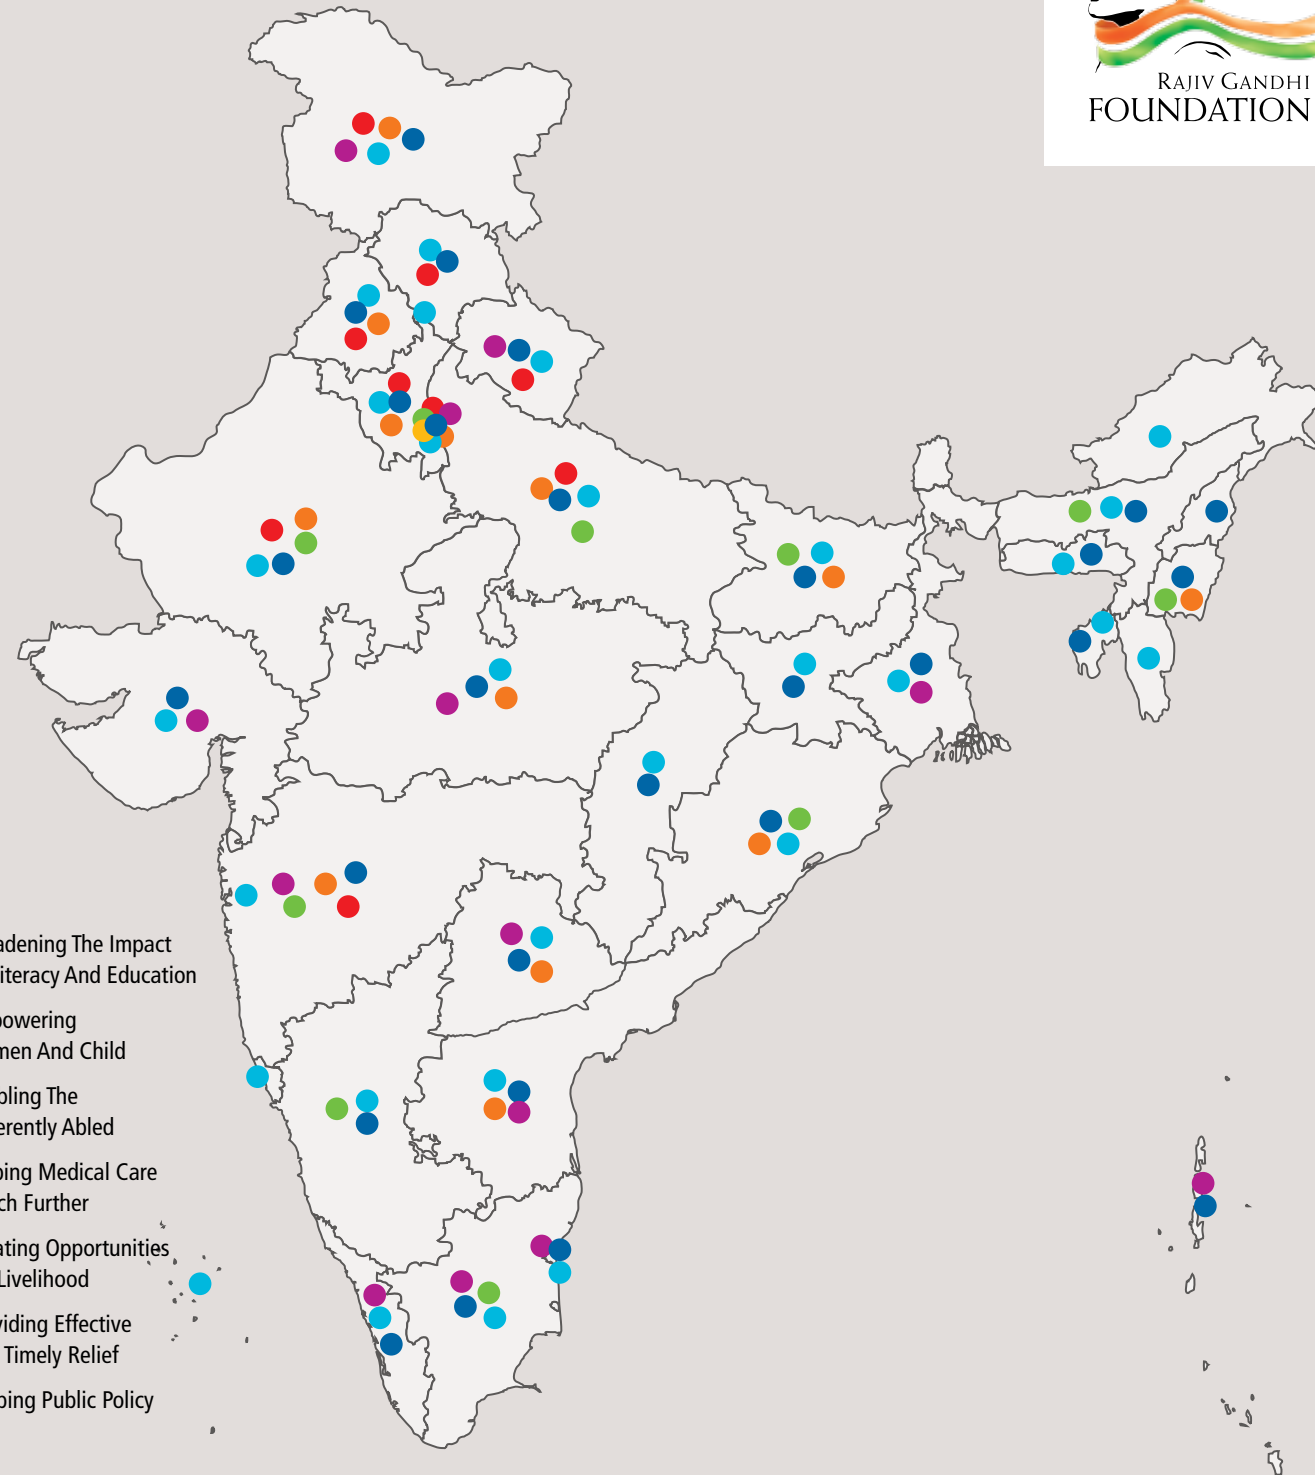 RAJIV GANDHI
FOUNDATION
adening The Impact
iteracy And Education
powering
men And Child
bling The
erently Abled
ping Medical Care
ch Further
ating Opportunities
Livelihood
viding Effective
Timely Relief
ping Public Policy